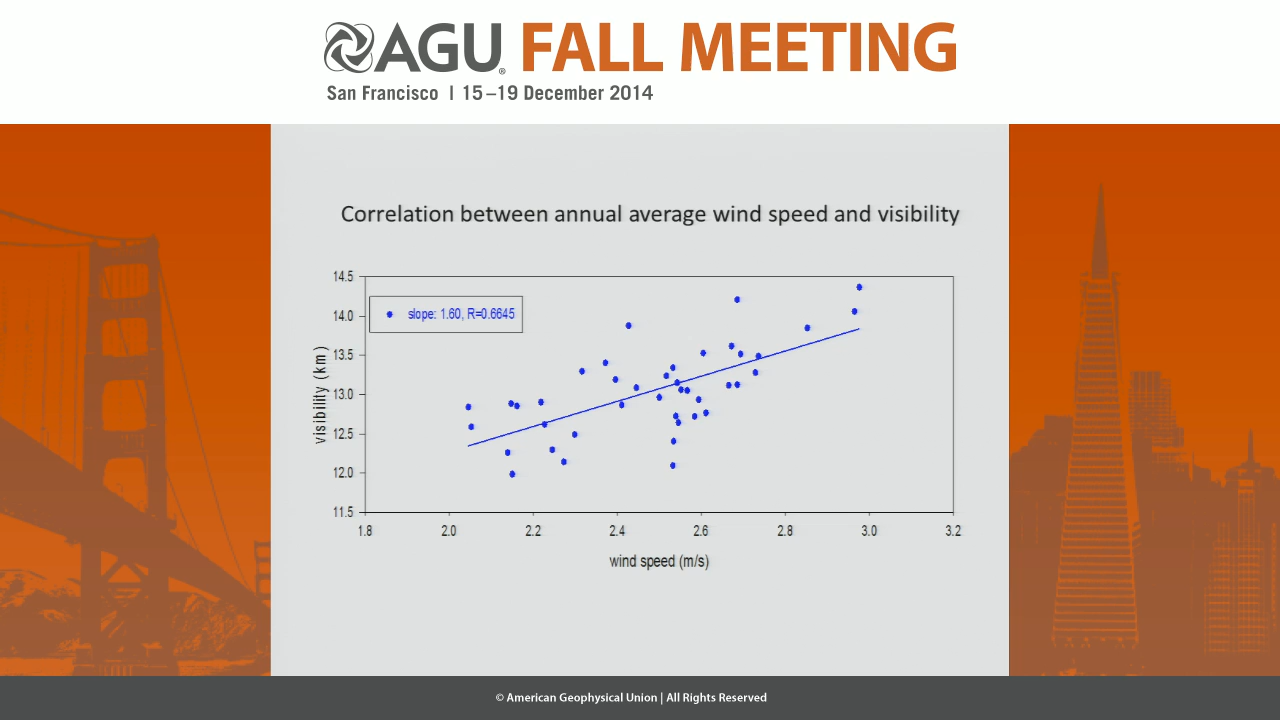 AGU® FALL MEETING
San Francisco | 15–19 December 2014
Correlation between annual average wind speed and visibility
14.5
14.0
13.5
13.0
12.5
12.0
11.5
visibility (km)
slope: 1.60, R=0.6645
1.8 2.0 2.2 2.4 2.6 2.8 3.0 3.2
wind speed (m/s)
© American Geophysical Union | All Rights Reserved